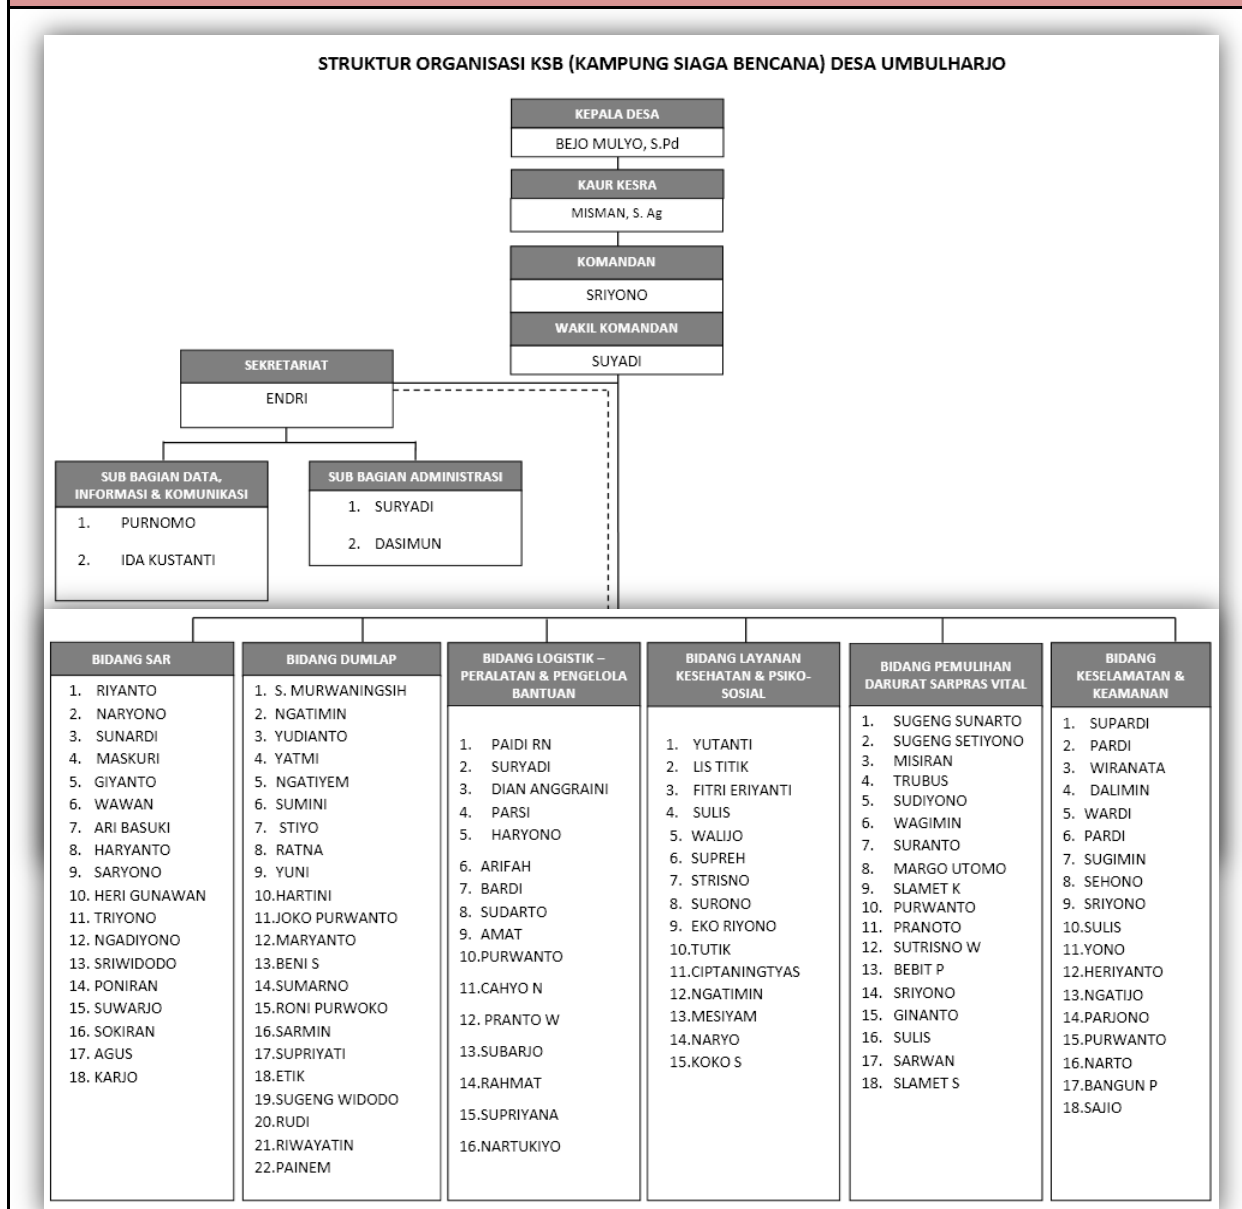 STRUKTUR ORGANISASI KSB (KAMPUNG SIAGA BENCANA) DESA UMBULHARJO
KEPALA DESA
BEJO MULYO, S.Pd
KAUR KESRA
MISMAN, S. Ag
KOMANDAN
SRIYONO
WAKIL KOMANDAN
SUYADI
SEKRETARIAT
ENDRI
SUB BAGIAN DATA,
INFORMASI & KOMUNIKASI
1. PURNOMO
2. IDA KUSTANTI
SUB BAGIAN ADMINISTRASI
1. SURYADI
2. DASIMUN
BIDANG SAR
1. RIYANTO
2. NARYONO
3. SUNARDI
4. MASKURI
5. GIYANTO
6. WAWAN
7. ARI BASUKI
8. HARYANTO
9. SARYONO
10. HERI GUNAWAN
11. TRIYONO
12. NGADIYONO
13. SRIWIDODO
14. PONIRAN
15. SUWARJO
16. SOKIRAN
17. AGUS
18. KARJO
BIDANG DUMLAP
1. S. MURWANINGSIH
2. NGATIMIN
3. YUDIANTO
4. YATMI
5. NGATIYEM
6. SUMINI
7. STIYO
8. RATNA
9. YUNI
10.HARTINI
11.JOKO PURWANTO
12.MARYANTO
13.BENI S
14.SUMARNO
15.RONI PURWOKO
16.SARMIN
17.SUPRIYATI
18.ETIK
19.SUGENG WIDODO
20.RUDI
21.RIWAYATIN
22.PAINEM
BIDANG LOGISTIK –
PERALATAN & PENGELOLA
BANTUAN
1. PAIDI RN
2. SURYADI
3. DIAN ANGGRAINI
4. PARSI
5. HARYONO
6. ARIFAH
7. BARDI
8. SUDARTO
9. AMAT
10.PURWANTO
11.CAHYO N
12. PRANTO W
13.SUBARJO
14.RAHMAT
15.SUPRIYANA
16.NARTUKIYO
BIDANG LAYANAN
KESEHATAN & PSIKO-
SOSIAL
1. YUTANTI
2. LIS TITIK
3. FITRI ERIYANTI
4. SULIS
5. WALIJO
6. SUPREH
7. STRISNO
8. SURONO
9. EKO RIYONO
10.TUTIK
11.CIPTANINGTYAS
12.NGATIMIN
13.MESIYAM
14.NARYO
15.KOKO S
BIDANG PEMULIHAN
DARURAT SARPRAS VITAL
1. SUGENG SUNARTO
2. SUGENG SETIYONO
3. MISIRAN
4. TRUBUS
5. SUDIYONO
6. WAGIMIN
7. SURANTO
8. MARGO UTOMO
9. SLAMET K
10. PURWANTO
11. PRANOTO
12. SUTRISNO W
13. BEBIT P
14. SRIYONO
15. GINANTO
16. SULIS
17. SARWAN
18. SLAMET S
BIDANG
KESELAMATAN &
KEAMANAN
1. SUPARDI
2. PARDI
3. WIRANATA
4. DALIMIN
5. WARDI
6. PARDI
7. SUGIMIN
8. SEHONO
9. SRIYONO
10.SULIS
11.YONO
12.HERIYANTO
13.NGATIJO
14.PARJONO
15.PURWANTO
16.NARTO
17.BANGUN P
18.SAJIO